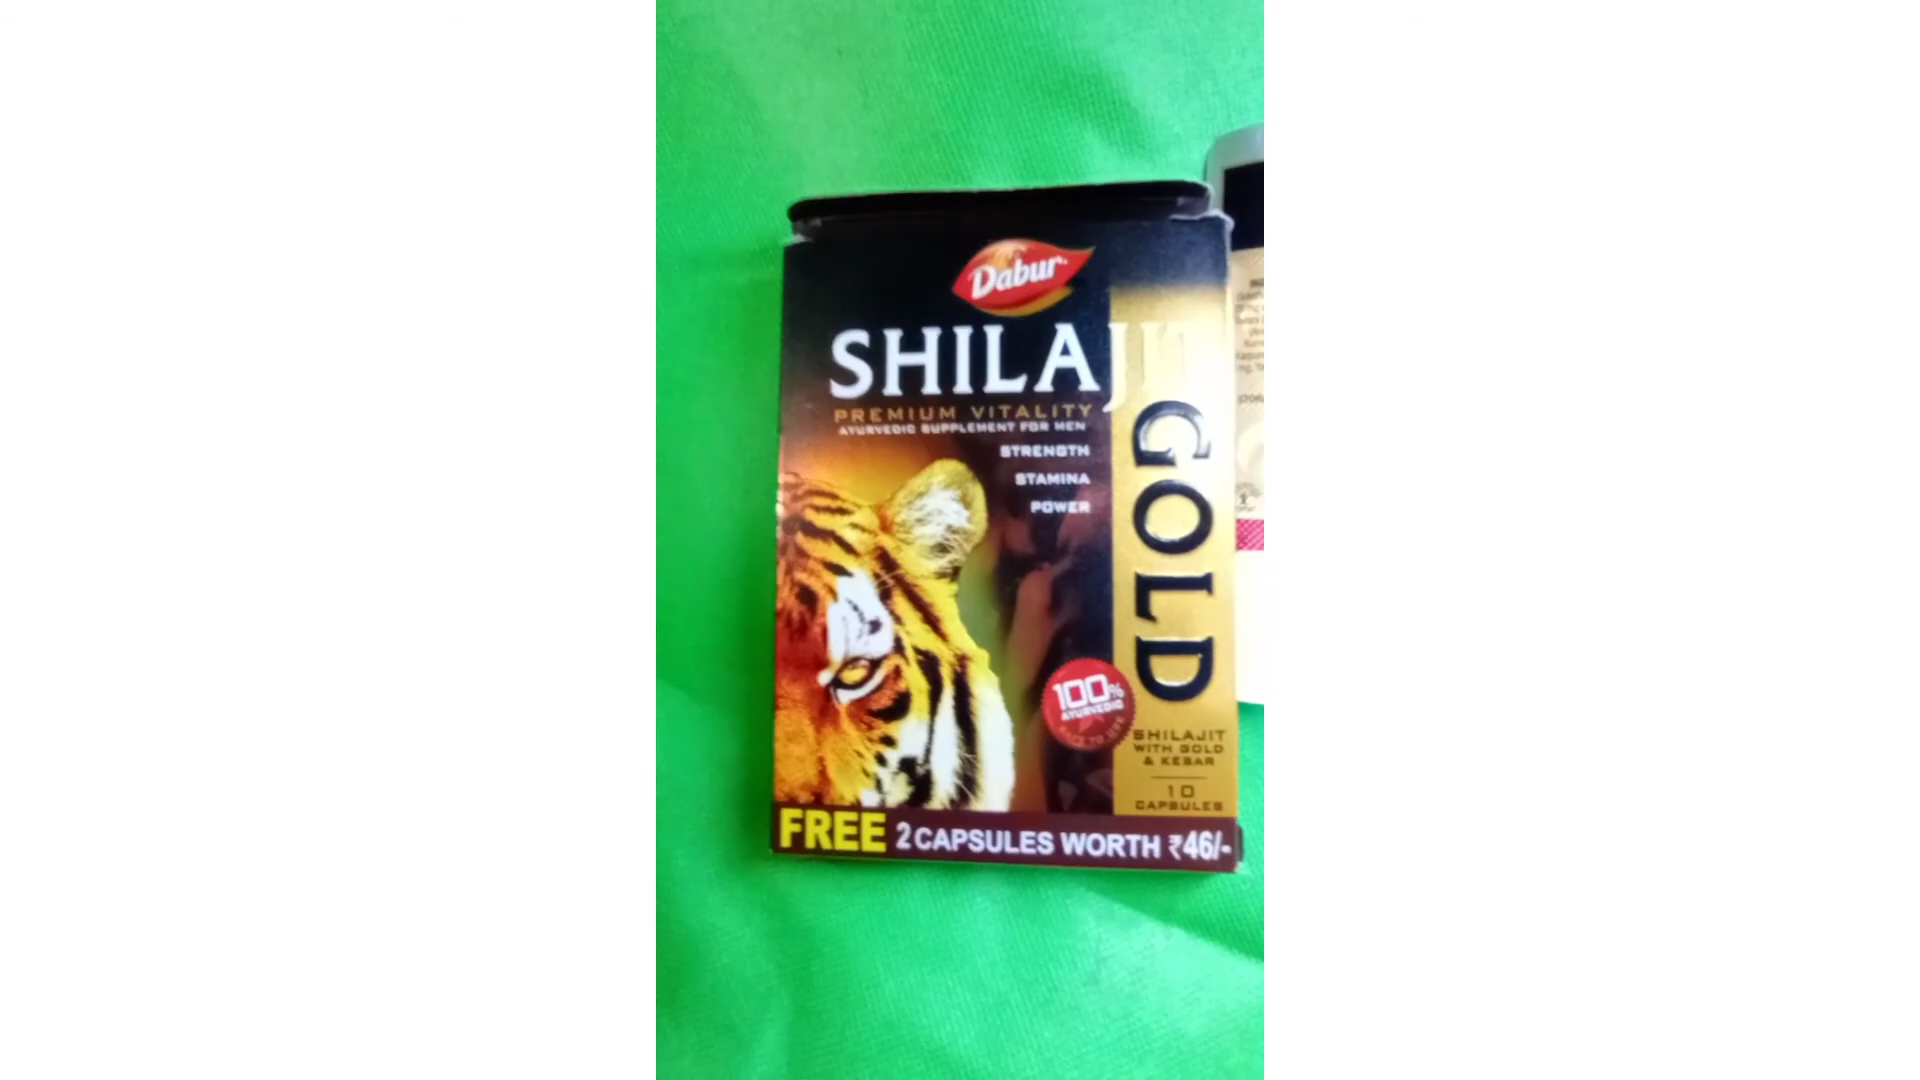 Dabur
SHILAJIT
PREMIUM VITALITY
AYURVEDIC SUPPLEMENT FOR MEN
STRENGTH
STAMINA
POWER
GOLD
100%
AYURVEDIC
SHILAJIT
WITH GOLD
& KESAR
10
CAPSULES
FREE 2 CAPSULES WORTH ₹46/-